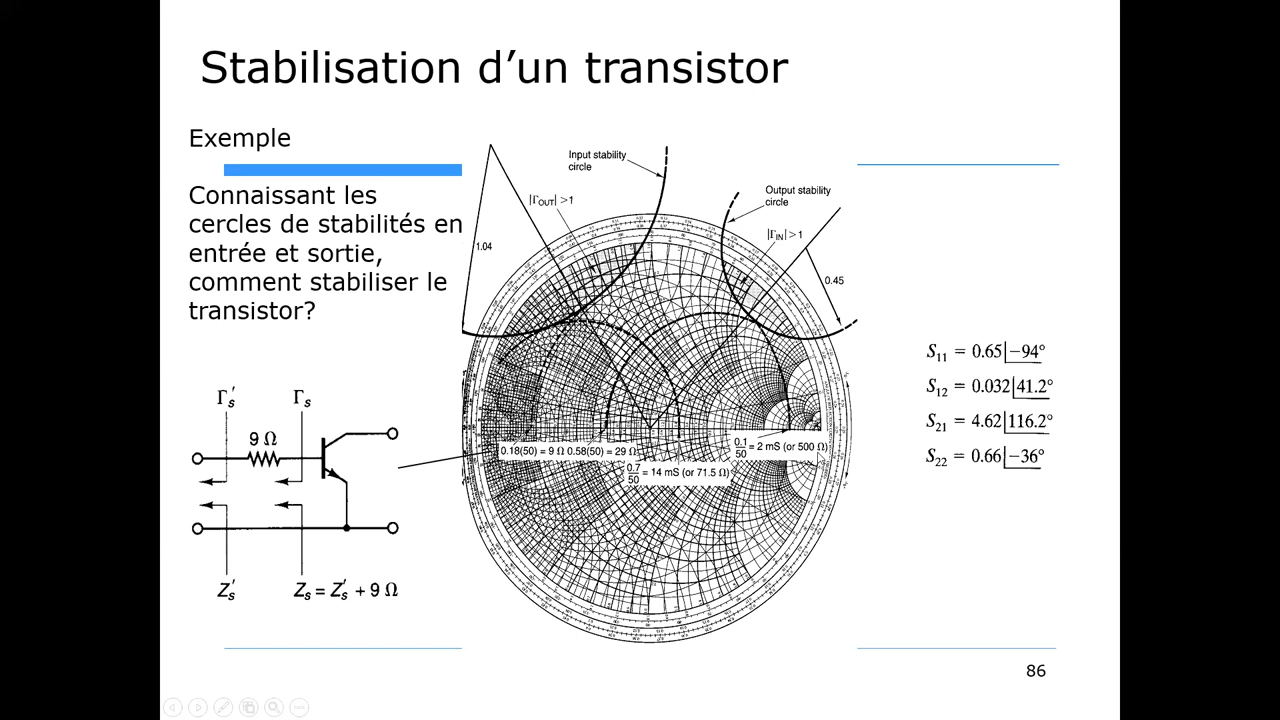 Stabilisation d’un transistor
Exemple
Connaissant les
cercles de stabilités en
entrée et sortie,
comment stabiliser le
transistor?
Input stability
circle
|Γ_OUT| > 1
1.04
Output stability
circle
|Γ_IN| > 1
0.45
0.18(50) = 9 Ω 0.58(50) = 29 Ω
0.7/50 = 14 mS (or 71.5 Ω)
0.1/50 = 2 mS (or 500 Ω)
Γs′ Γs
9 Ω
Zs′ Zs = Zs′ + 9 Ω
S11 = 0.65|−94°
S12 = 0.032|41.2°
S21 = 4.62|116.2°
S22 = 0.66|−36°
86